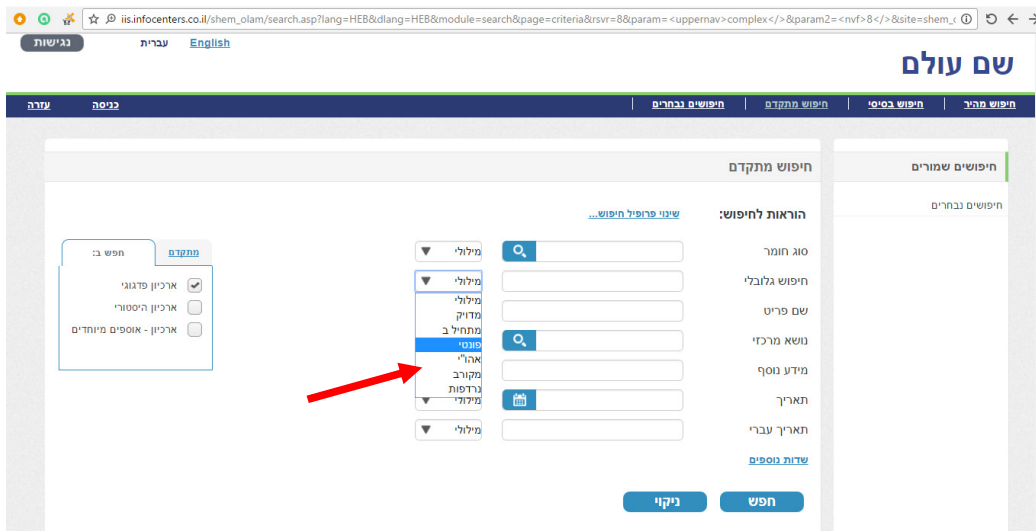 iis.infocenters.co.il/shem_olam/search.asp?lang=HEB&dlang=HEB&module=search&page=criteria&rsvr=8&param=<uppernav>complex</>&param2=<nvf>8</>&site=shem_
נגישות
עברית
English
שם עולם
חיפוש מהיר
חיפוש בסיסי
חיפוש מתקדם
חיפושים נבחרים
כניסה
עזרה
חיפושים שמורים
חיפושים נבחרים
חיפוש מתקדם
הוראות לחיפוש:
שינוי פרופיל חיפוש...
סוג חומר
מילולי
חיפוש גלובלי
מילולי
מילולי
מדויק
מתחיל ב
פונטי
אהו"י
מקורב
נרדפות
שם פריט
נושא מרכזי
מידע נוסף
תאריך
מילולי
תאריך עברי
מילולי
שדות נוספים
חפש
ניקוי
מתקדם
חפש ב:
ארכיון פדגוגי
ארכיון היסטורי
ארכיון - אוספים מיוחדים